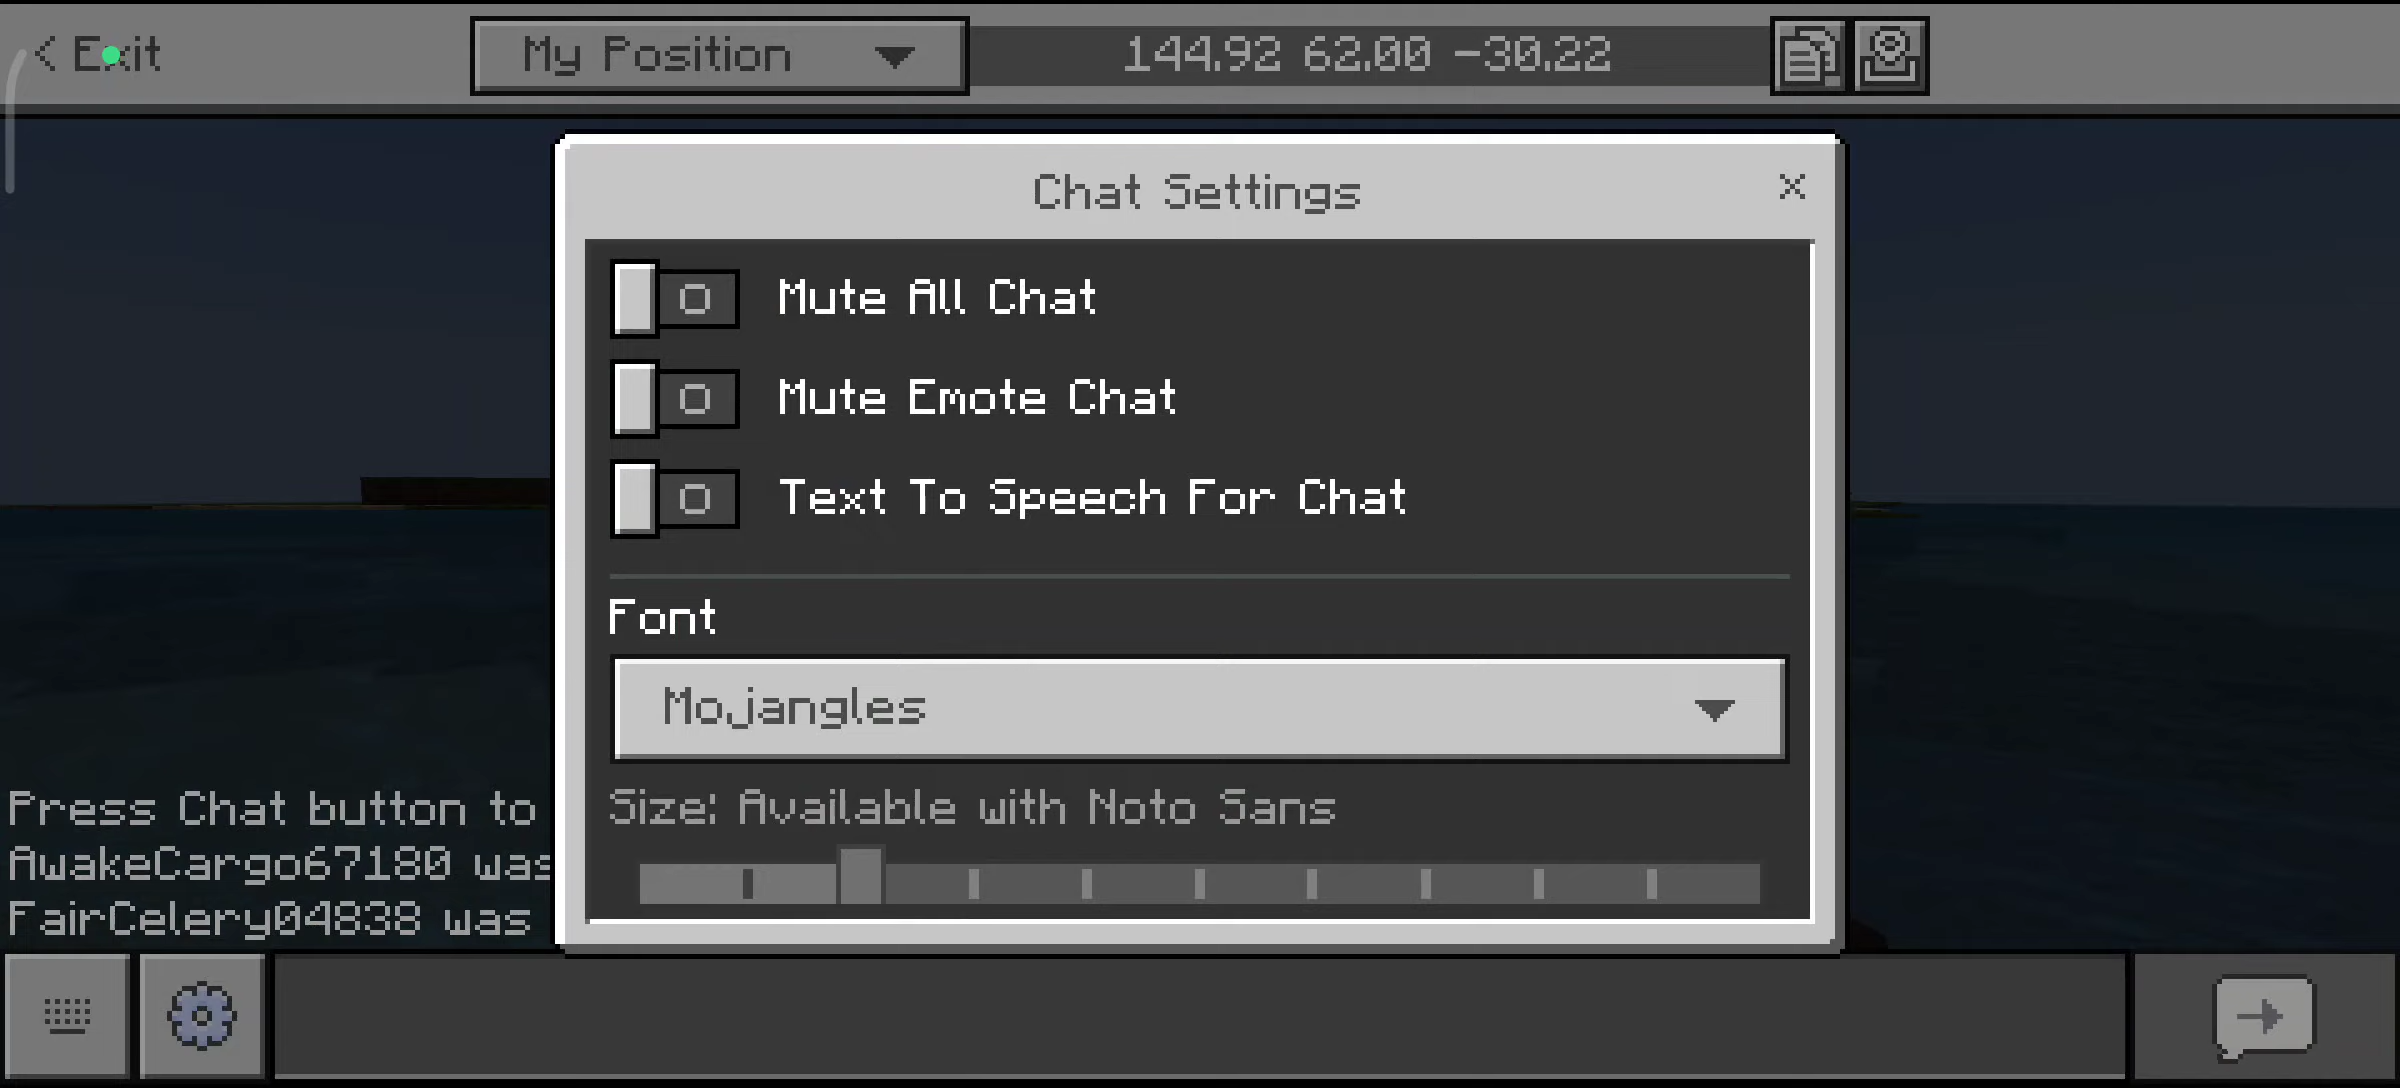 < Exit
My Position
144.92 62.00 -30.22
Chat Settings
Mute All Chat
Mute Emote Chat
Text To Speech For Chat
Font
Mojangles
Size: Available with Noto Sans
Press Chat button to
AwakeCargo67180 was
FairCelery04838 was